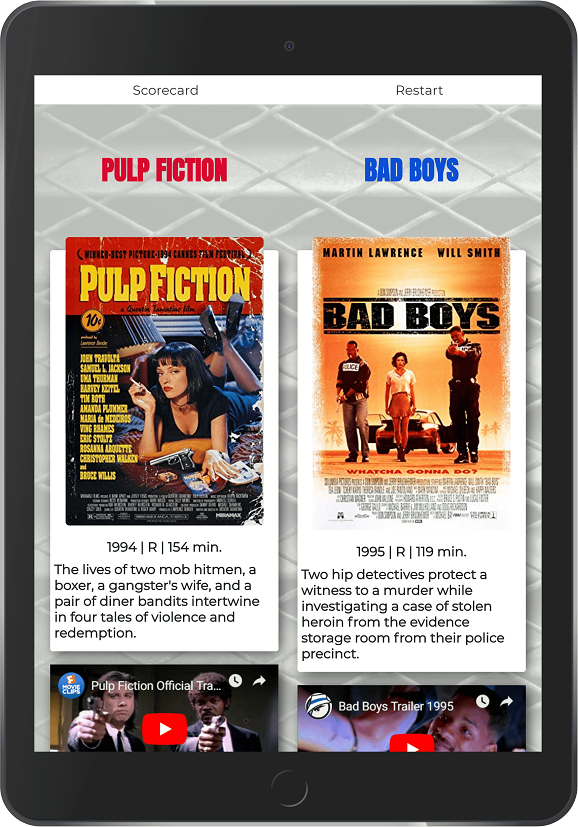 Scorecard
Restart
PULP FICTION
BAD BOYS
WINNER-BEST PICTURE-1994 CANNES FILM FESTIVAL
PULP FICTION
a Quentin Tarantino film
10¢
produced by
Lawrence Bender
JOHN TRAVOLTA
SAMUEL L. JACKSON
UMA THURMAN
HARVEY KEITEL
TIM ROTH
AMANDA PLUMMER
MARIA de MEDEIROS
VING RHAMES
ERIC STOLTZ
ROSANNA ARQUETTE
CHRISTOPHER WALKEN
and
BRUCE WILLIS
MIRAMAX
1994 | R | 154 min.
The lives of two mob hitmen, a
boxer, a gangster's wife, and a
pair of diner bandits intertwine
in four tales of violence and
redemption.
MOVIE
CLIPS
Pulp Fiction Official Tra...
MARTIN LAWRENCE WILL SMITH
BAD BOYS
POLICE
WHATCHA GONNA DO?
1995 | R | 119 min.
Two hip detectives protect a
witness to a murder while
investigating a case of stolen
heroin from the evidence
storage room from their police
precinct.
Bad Boys Trailer 1995